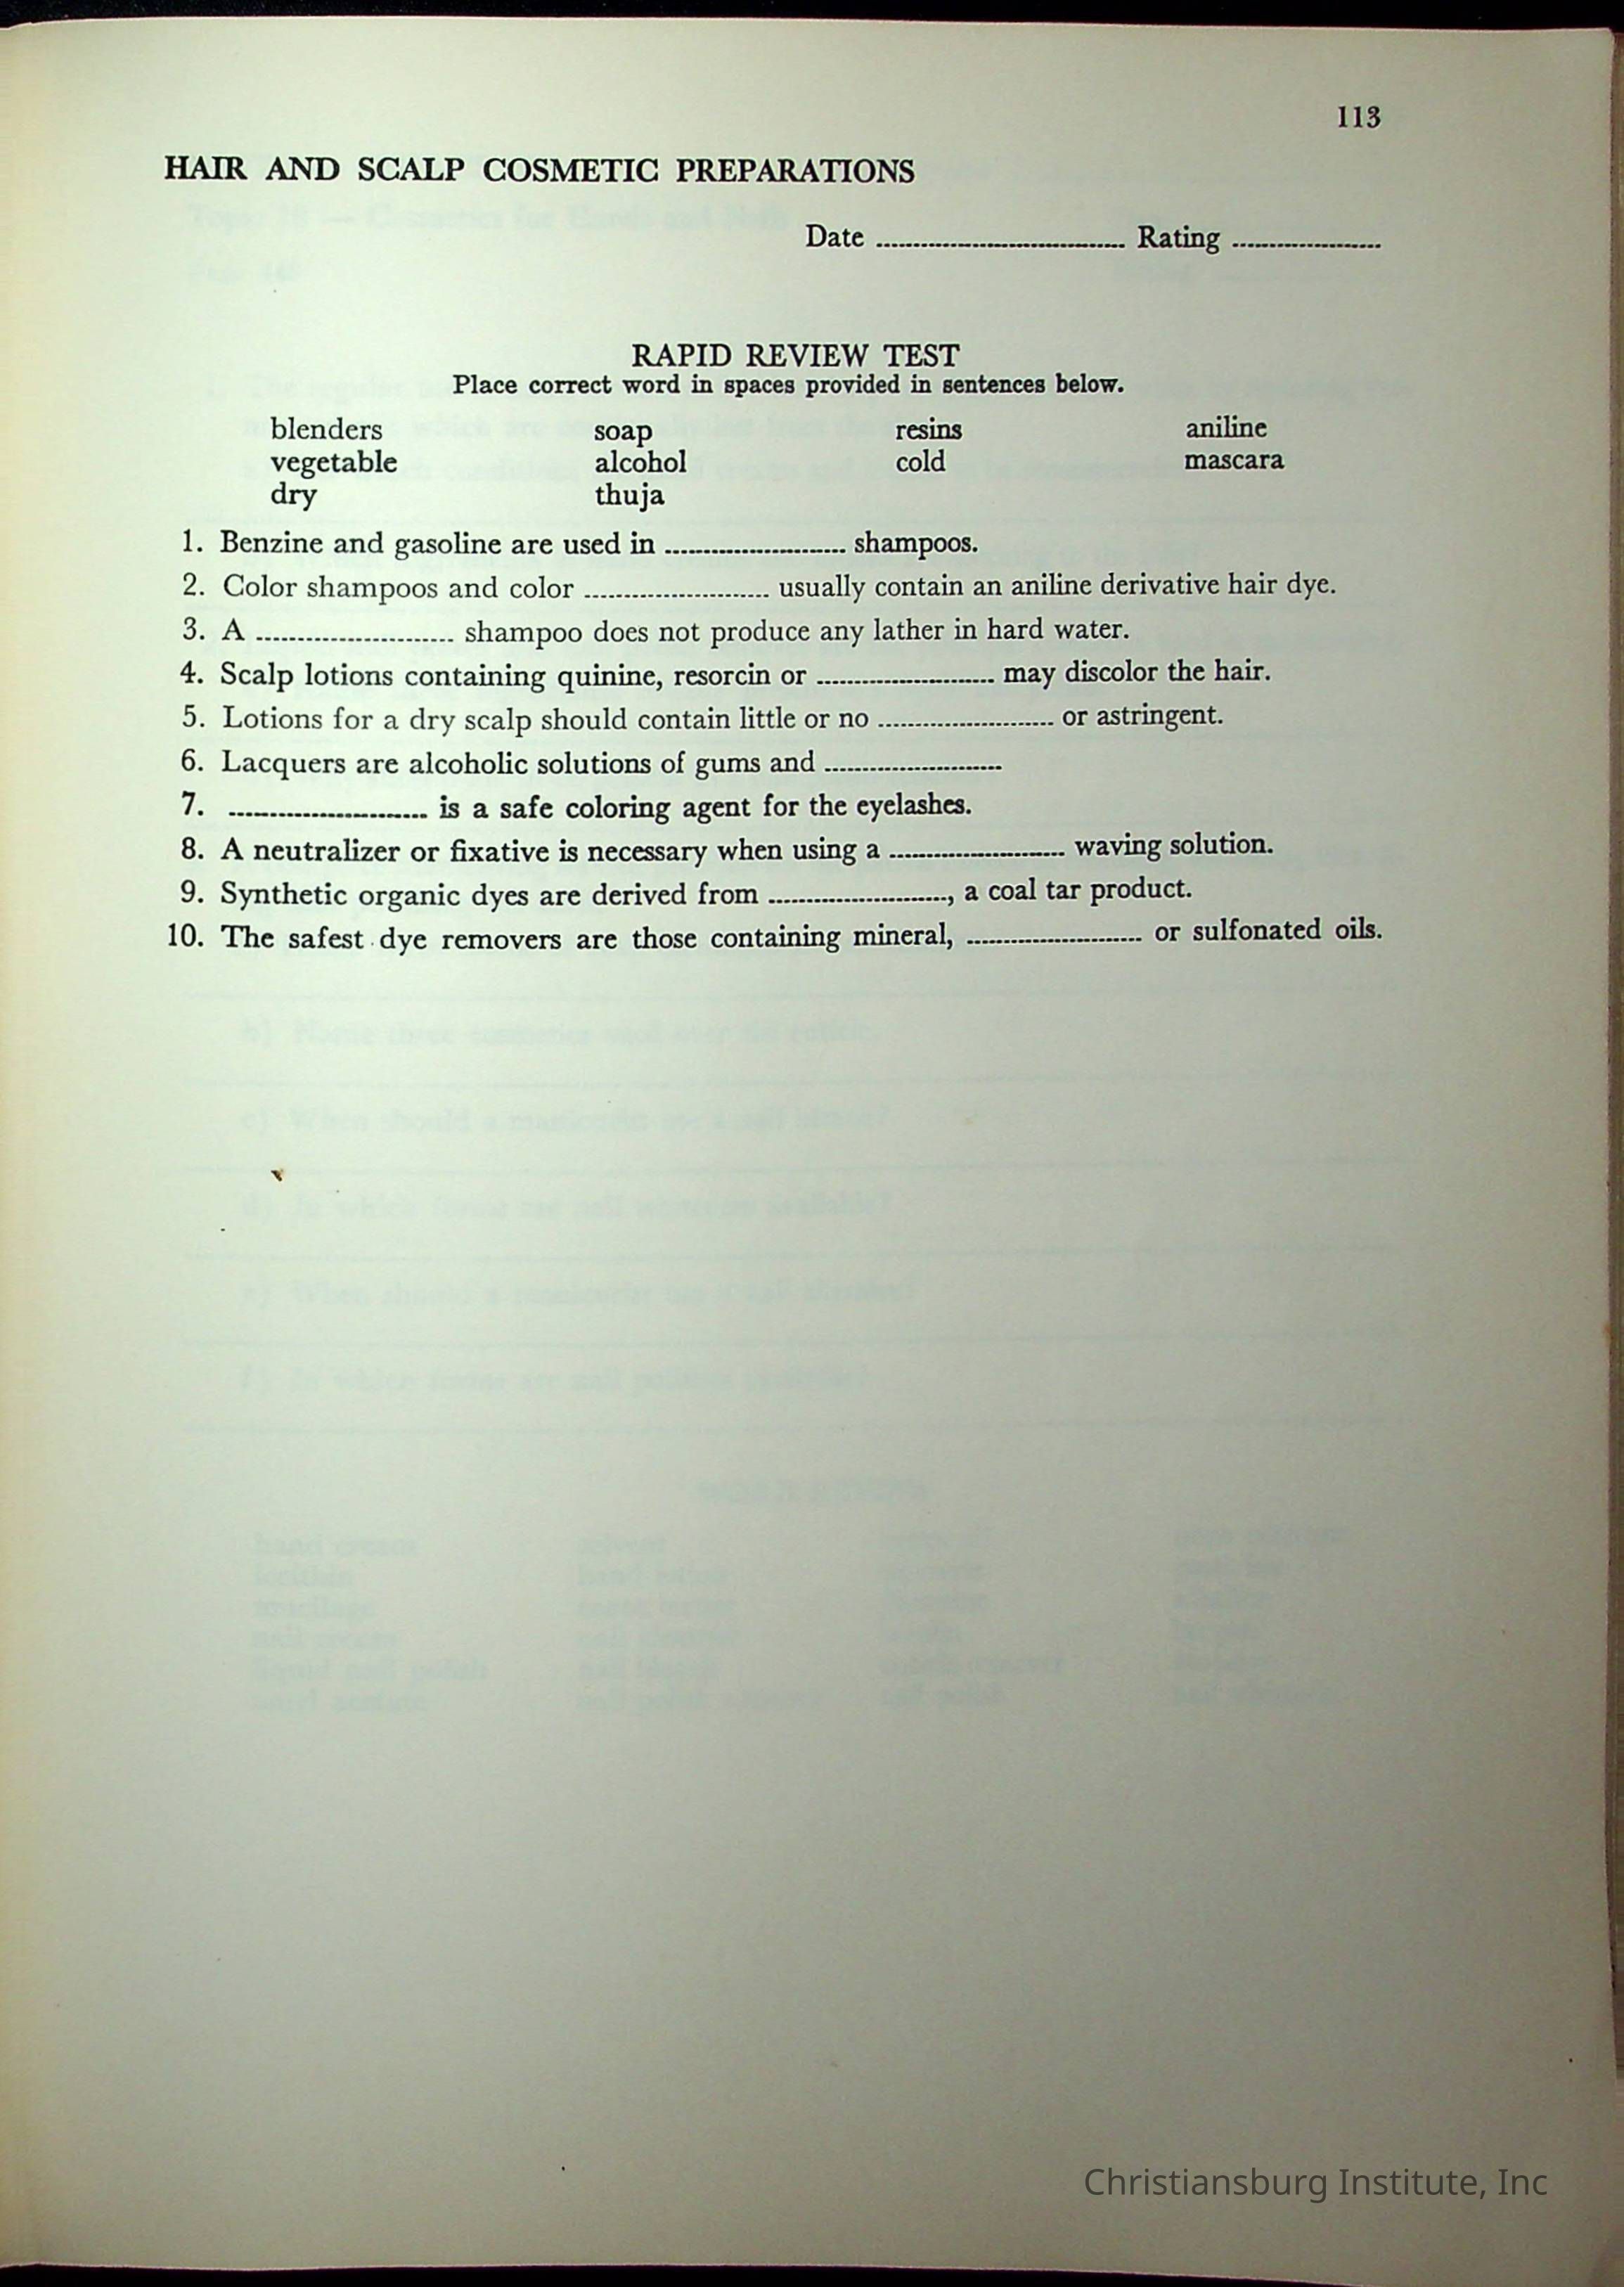 113
HAIR AND SCALP COSMETIC PREPARATIONS
Date ........................ Rating ........................
RAPID REVIEW TEST
Place correct word in spaces provided in sentences below.
blenders soap resins aniline
vegetable alcohol cold mascara
dry thuja
1. Benzine and gasoline are used in ........................ shampoos.
2. Color shampoos and color ........................ usually contain an aniline derivative hair dye.
3. A ........................ shampoo does not produce any lather in hard water.
4. Scalp lotions containing quinine, resorcin or ........................ may discolor the hair.
5. Lotions for a dry scalp should contain little or no ........................ or astringent.
6. Lacquers are alcoholic solutions of gums and ........................
7. ........................ is a safe coloring agent for the eyelashes.
8. A neutralizer or fixative is necessary when using a ........................ waving solution.
9. Synthetic organic dyes are derived from ........................, a coal tar product.
10. The safest dye removers are those containing mineral, ........................ or sulfonated oils.
Christiansburg Institute, Inc